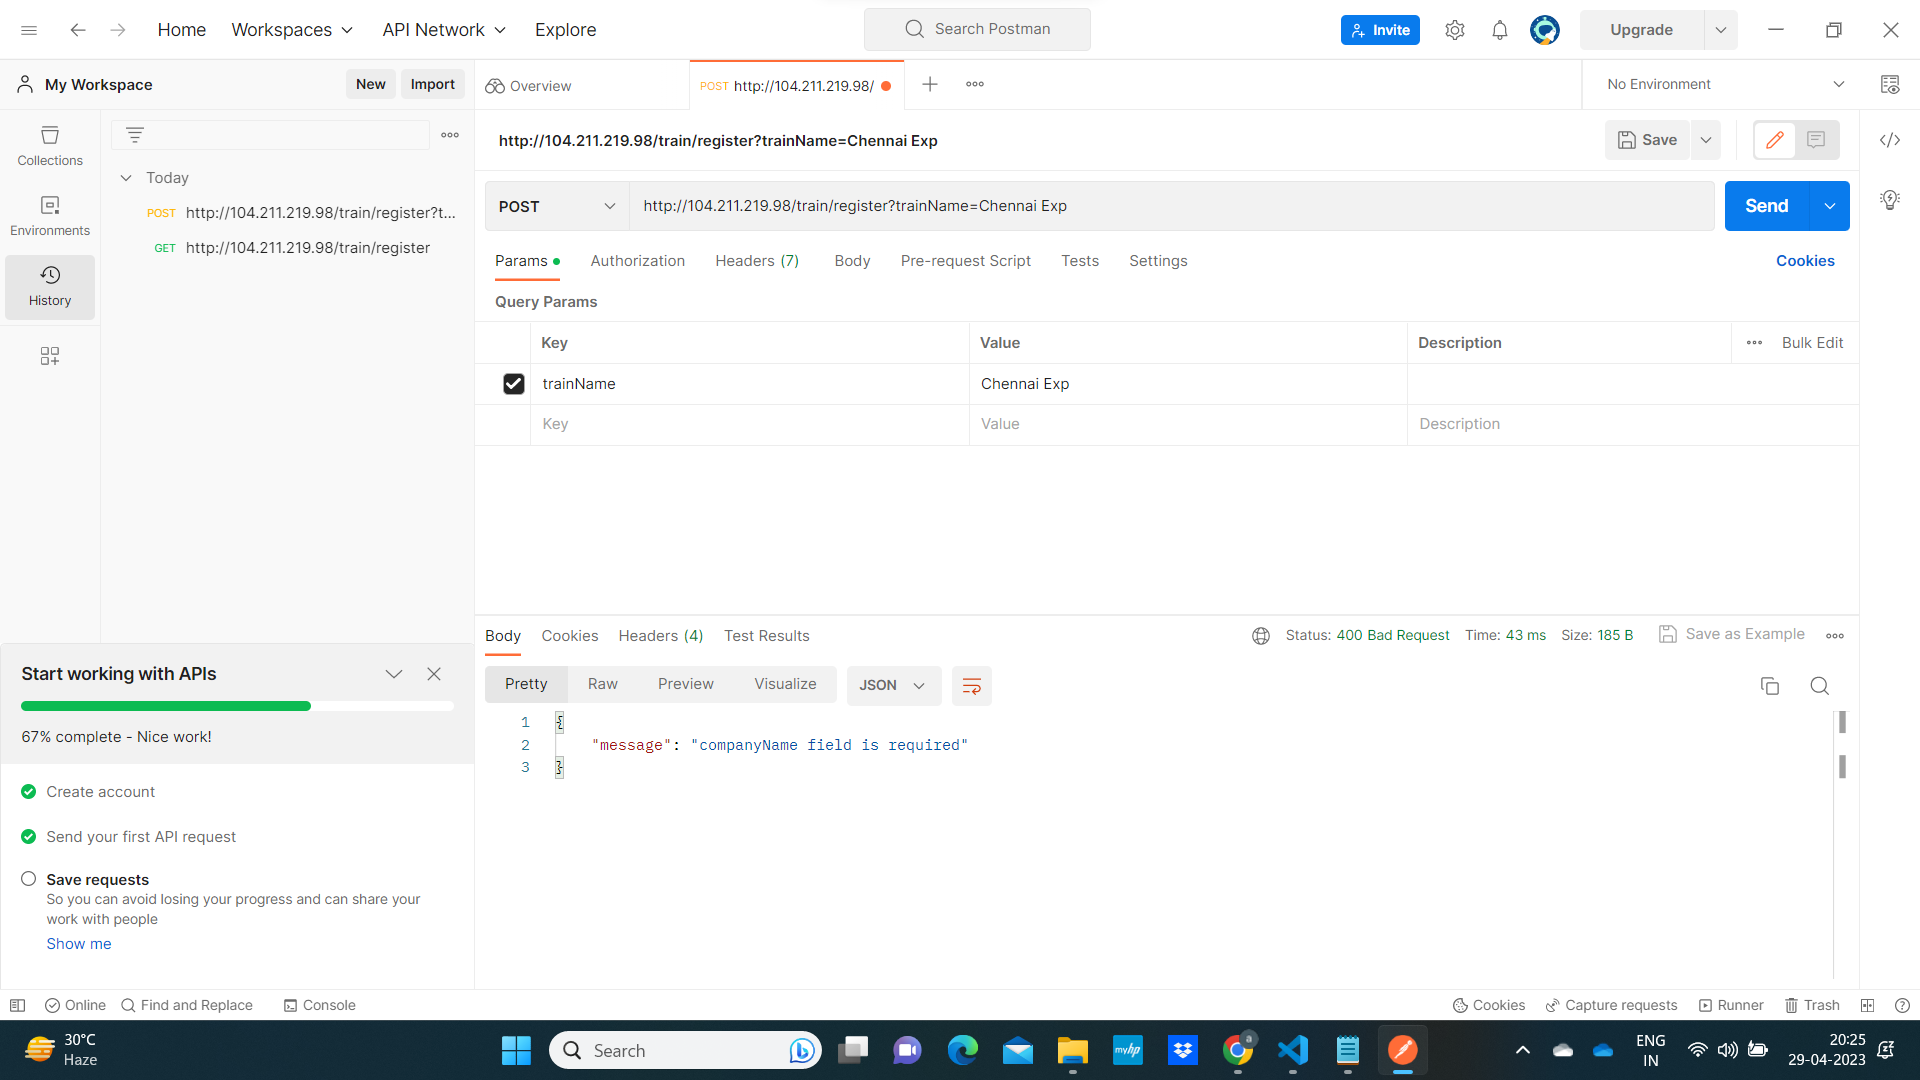 Home Workspaces API Network Explore Search Postman Invite Upgrade
My Workspace New Import Overview POST http://104.211.219.98/ No Environment
Collections
Environments
History
Today
POST http://104.211.219.98/train/register?t...
GET http://104.211.219.98/train/register
http://104.211.219.98/train/register?trainName=Chennai Exp Save
POST http://104.211.219.98/train/register?trainName=Chennai Exp Send
Params Authorization Headers (7) Body Pre-request Script Tests Settings Cookies
Query Params
Key Value Description Bulk Edit
trainName Chennai Exp
Key Value Description
Body Cookies Headers (4) Test Results Status: 400 Bad Request Time: 43 ms Size: 185 B Save as Example
Pretty Raw Preview Visualize JSON
1 {
2 "message": "companyName field is required"
3 }
Start working with APIs
67% complete - Nice work!
Create account
Send your first API request
Save requests
So you can avoid losing your progress and can share your
work with people
Show me
Online Find and Replace Console Cookies Capture requests Runner Trash
30°C
Haze
Search
myhp
a
ENG
IN
20:25
29-04-2023